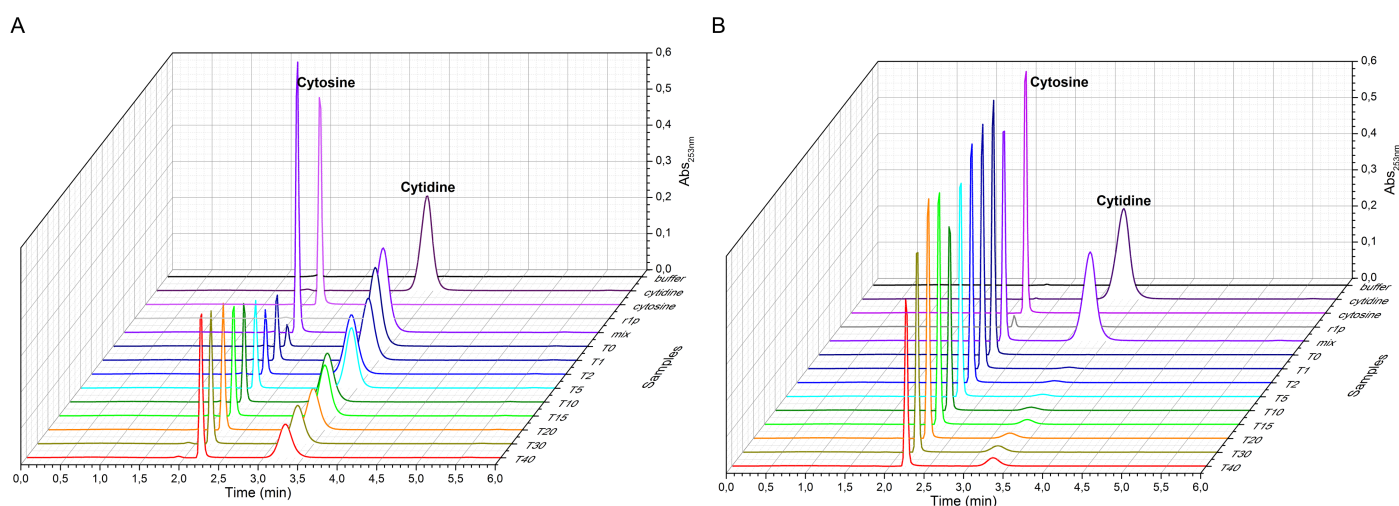 A
Cytosine
Cytidine
0,6
0,5
0,4
0,3
0,2
0,1
0,0
Abs253nm
buffer
cytidine
cytosine
r1p
mix
T0
T1
T2
T5
T10
T15
T20
T30
T40
Samples
0,0 0,5 1,0 1,5 2,0 2,5 3,0 3,5 4,0 4,5 5,0 6,0
Time (min)
B
Cytosine
Cytidine
0,6
0,5
0,4
0,3
0,2
0,1
0,0
Abs253nm
buffer
cytidine
cytosine
r1p
mix
T0
T1
T2
T5
T10
T15
T20
T30
T40
Samples
0,0 0,5 1,0 1,5 2,0 2,5 3,0 3,5 4,0 4,5 5,0 6,0
Time (min)